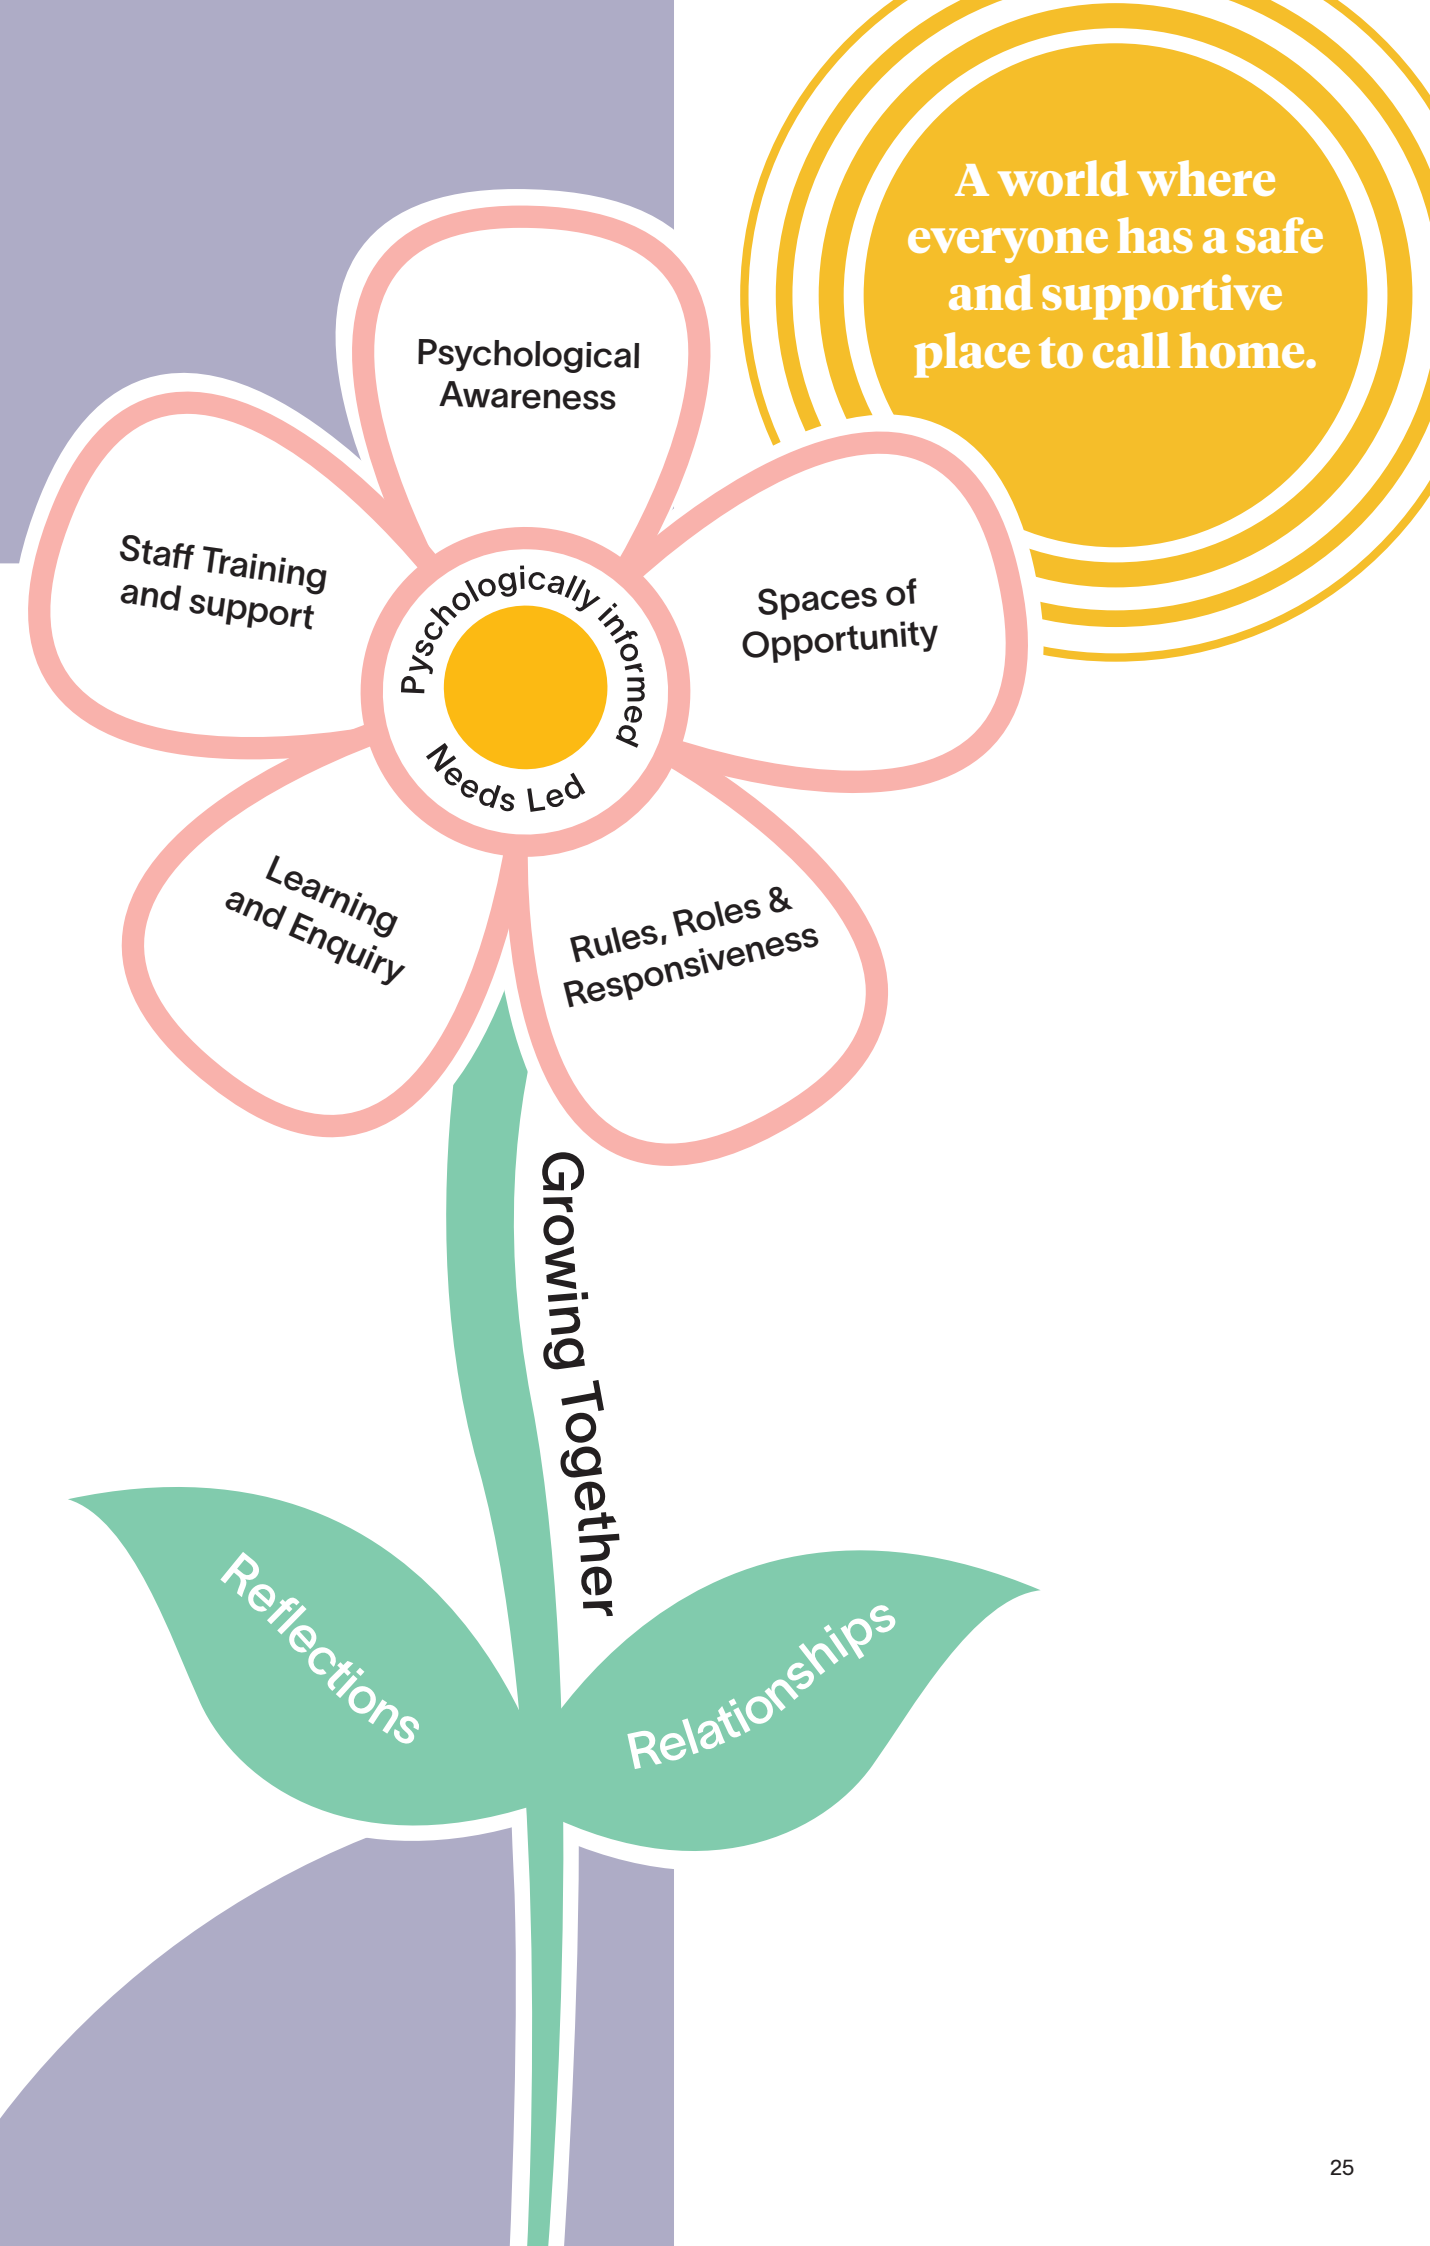 A world where
everyone has a safe
and supportive
place to call home.
Psychological
Awareness
Staff Training
and support
Spaces of
Opportunity
Pyschologically informed
Needs Led
Learning
and Enquiry
Rules, Roles &
Responsiveness
Growing Together
Reflections
Relationships
25